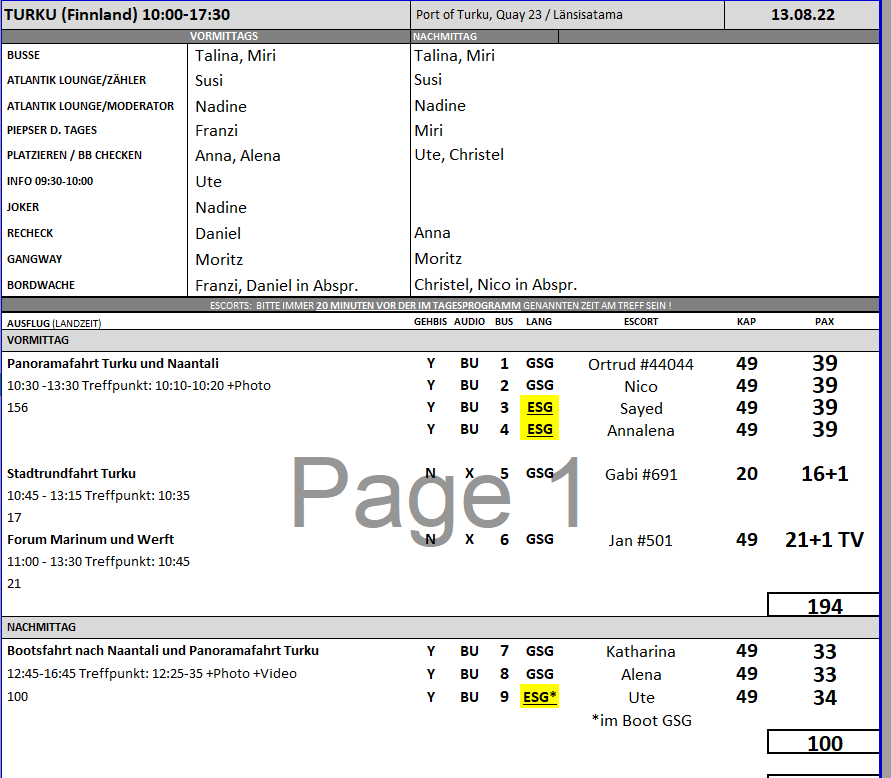 TURKU (Finnland) 10:00-17:30 Port of Turku, Quay 23 / Länsisatama 13.08.22
VORMITTAGS NACHMITTAG
BUSSE Talina, Miri Talina, Miri
ATLANTIK LOUNGE/ZÄHLER Susi Susi
ATLANTIK LOUNGE/MODERATOR Nadine Nadine
PIEPSER D. TAGES Franzi Miri
PLATZIEREN / BB CHECKEN Anna, Alena Ute, Christel
INFO 09:30-10:00 Ute
JOKER Nadine
RECHECK Daniel Anna
GANGWAY Moritz Moritz
BORDWACHE Franzi, Daniel in Abspr. Christel, Nico in Abspr.
ESCORTS: BITTE IMMER 20 MINUTEN VOR DER IM TAGESPROGRAMM GENANNTEN ZEIT AM TREFF SEIN !
AUSFLUG (LANDZEIT) GEHBIS AUDIO BUS LANG ESCORT KAP PAX
VORMITTAG
Panoramafahrt Turku und Naantali Y BU 1 GSG Ortrud #44044 49 39
10:30 -13:30 Treffpunkt: 10:10-10:20 +Photo Y BU 2 GSG Nico 49 39
156 Y BU 3 ESG Sayed 49 39
Y BU 4 ESG Annalena 49 39
Stadtrundfahrt Turku N X 5 GSG Gabi #691 20 16+1
10:45 - 13:15 Treffpunkt: 10:35
Page 1
17
Forum Marinum und Werft N X 6 GSG Jan #501 49 21+1 TV
11:00 - 13:30 Treffpunkt: 10:45
21
194
NACHMITTAG
Bootsfahrt nach Naantali und Panoramafahrt Turku Y BU 7 GSG Katharina 49 33
12:45-16:45 Treffpunkt: 12:25-35 +Photo +Video Y BU 8 GSG Alena 49 33
100 Y BU 9 ESG* Ute 49 34
*im Boot GSG
100